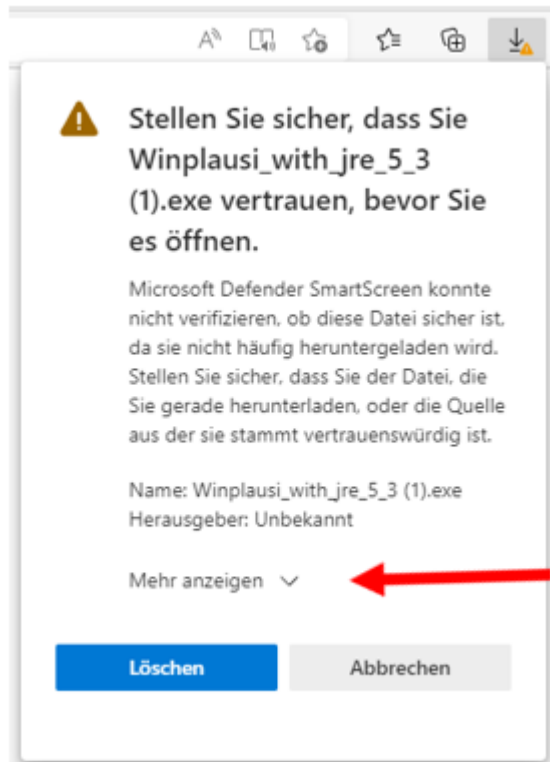 Stellen Sie sicher, dass Sie
Winplausi_with_jre_5_3
(1).exe vertrauen, bevor Sie
es öffnen.
Microsoft Defender SmartScreen konnte
nicht verifizieren, ob diese Datei sicher ist,
da sie nicht häufig heruntergeladen wird.
Stellen Sie sicher, dass Sie der Datei, die
Sie gerade herunterladen, oder die Quelle
aus der sie stammt vertrauenswürdig ist.
Name: Winplausi_with_jre_5_3 (1).exe
Herausgeber: Unbekannt
Mehr anzeigen
Löschen Abbrechen